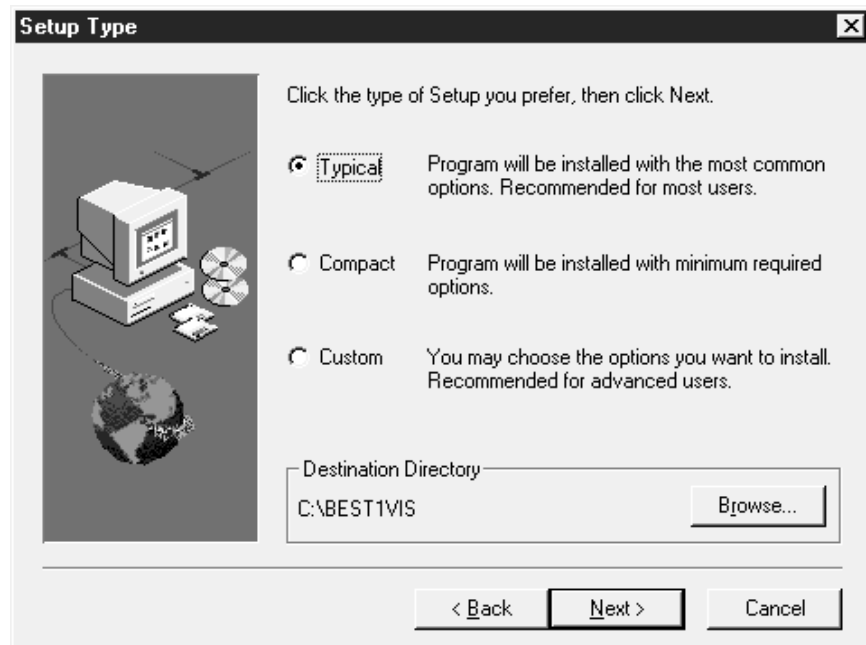 Setup Type
Click the type of Setup you prefer, then click Next.
Typical
Program will be installed with the most common
options. Recommended for most users.
Compact
Program will be installed with minimum required
options.
Custom
You may choose the options you want to install.
Recommended for advanced users.
Destination Directory
C:\BEST1VIS
Browse...
< Back
Next >
Cancel